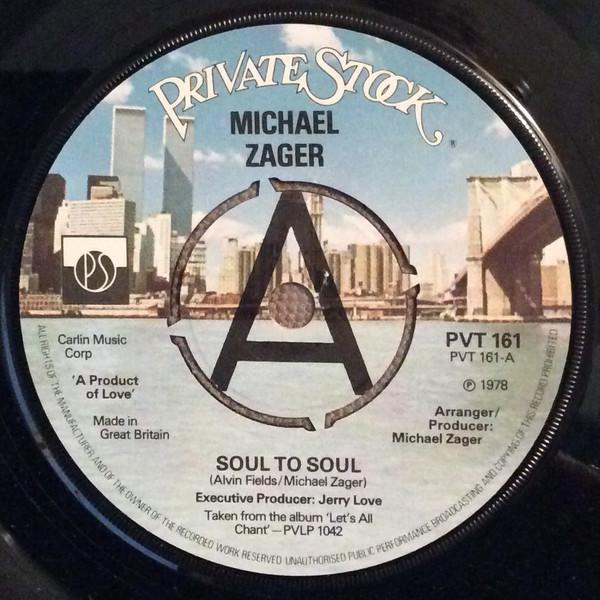 PRIVATE STOCK
®
MICHAEL
ZAGER
A
PS
Carlin Music
Corp
'A Product
of Love'
Made in
Great Britain
PVT 161
PVT 161-A
℗ 1978
Arranger/
Producer:
Michael Zager
SOUL TO SOUL
(Alvin Fields/Michael Zager)
Executive Producer: Jerry Love
Taken from the album 'Let's All
Chant'—PVLP 1042
ALL RIGHTS OF THE MANUFACTURER AND OF THE OWNER OF THE RECORDED WORK RESERVED UNAUTHORISED PUBLIC PERFORMANCE BROADCASTING AND COPYING OF THIS RECORD PROHIBITED